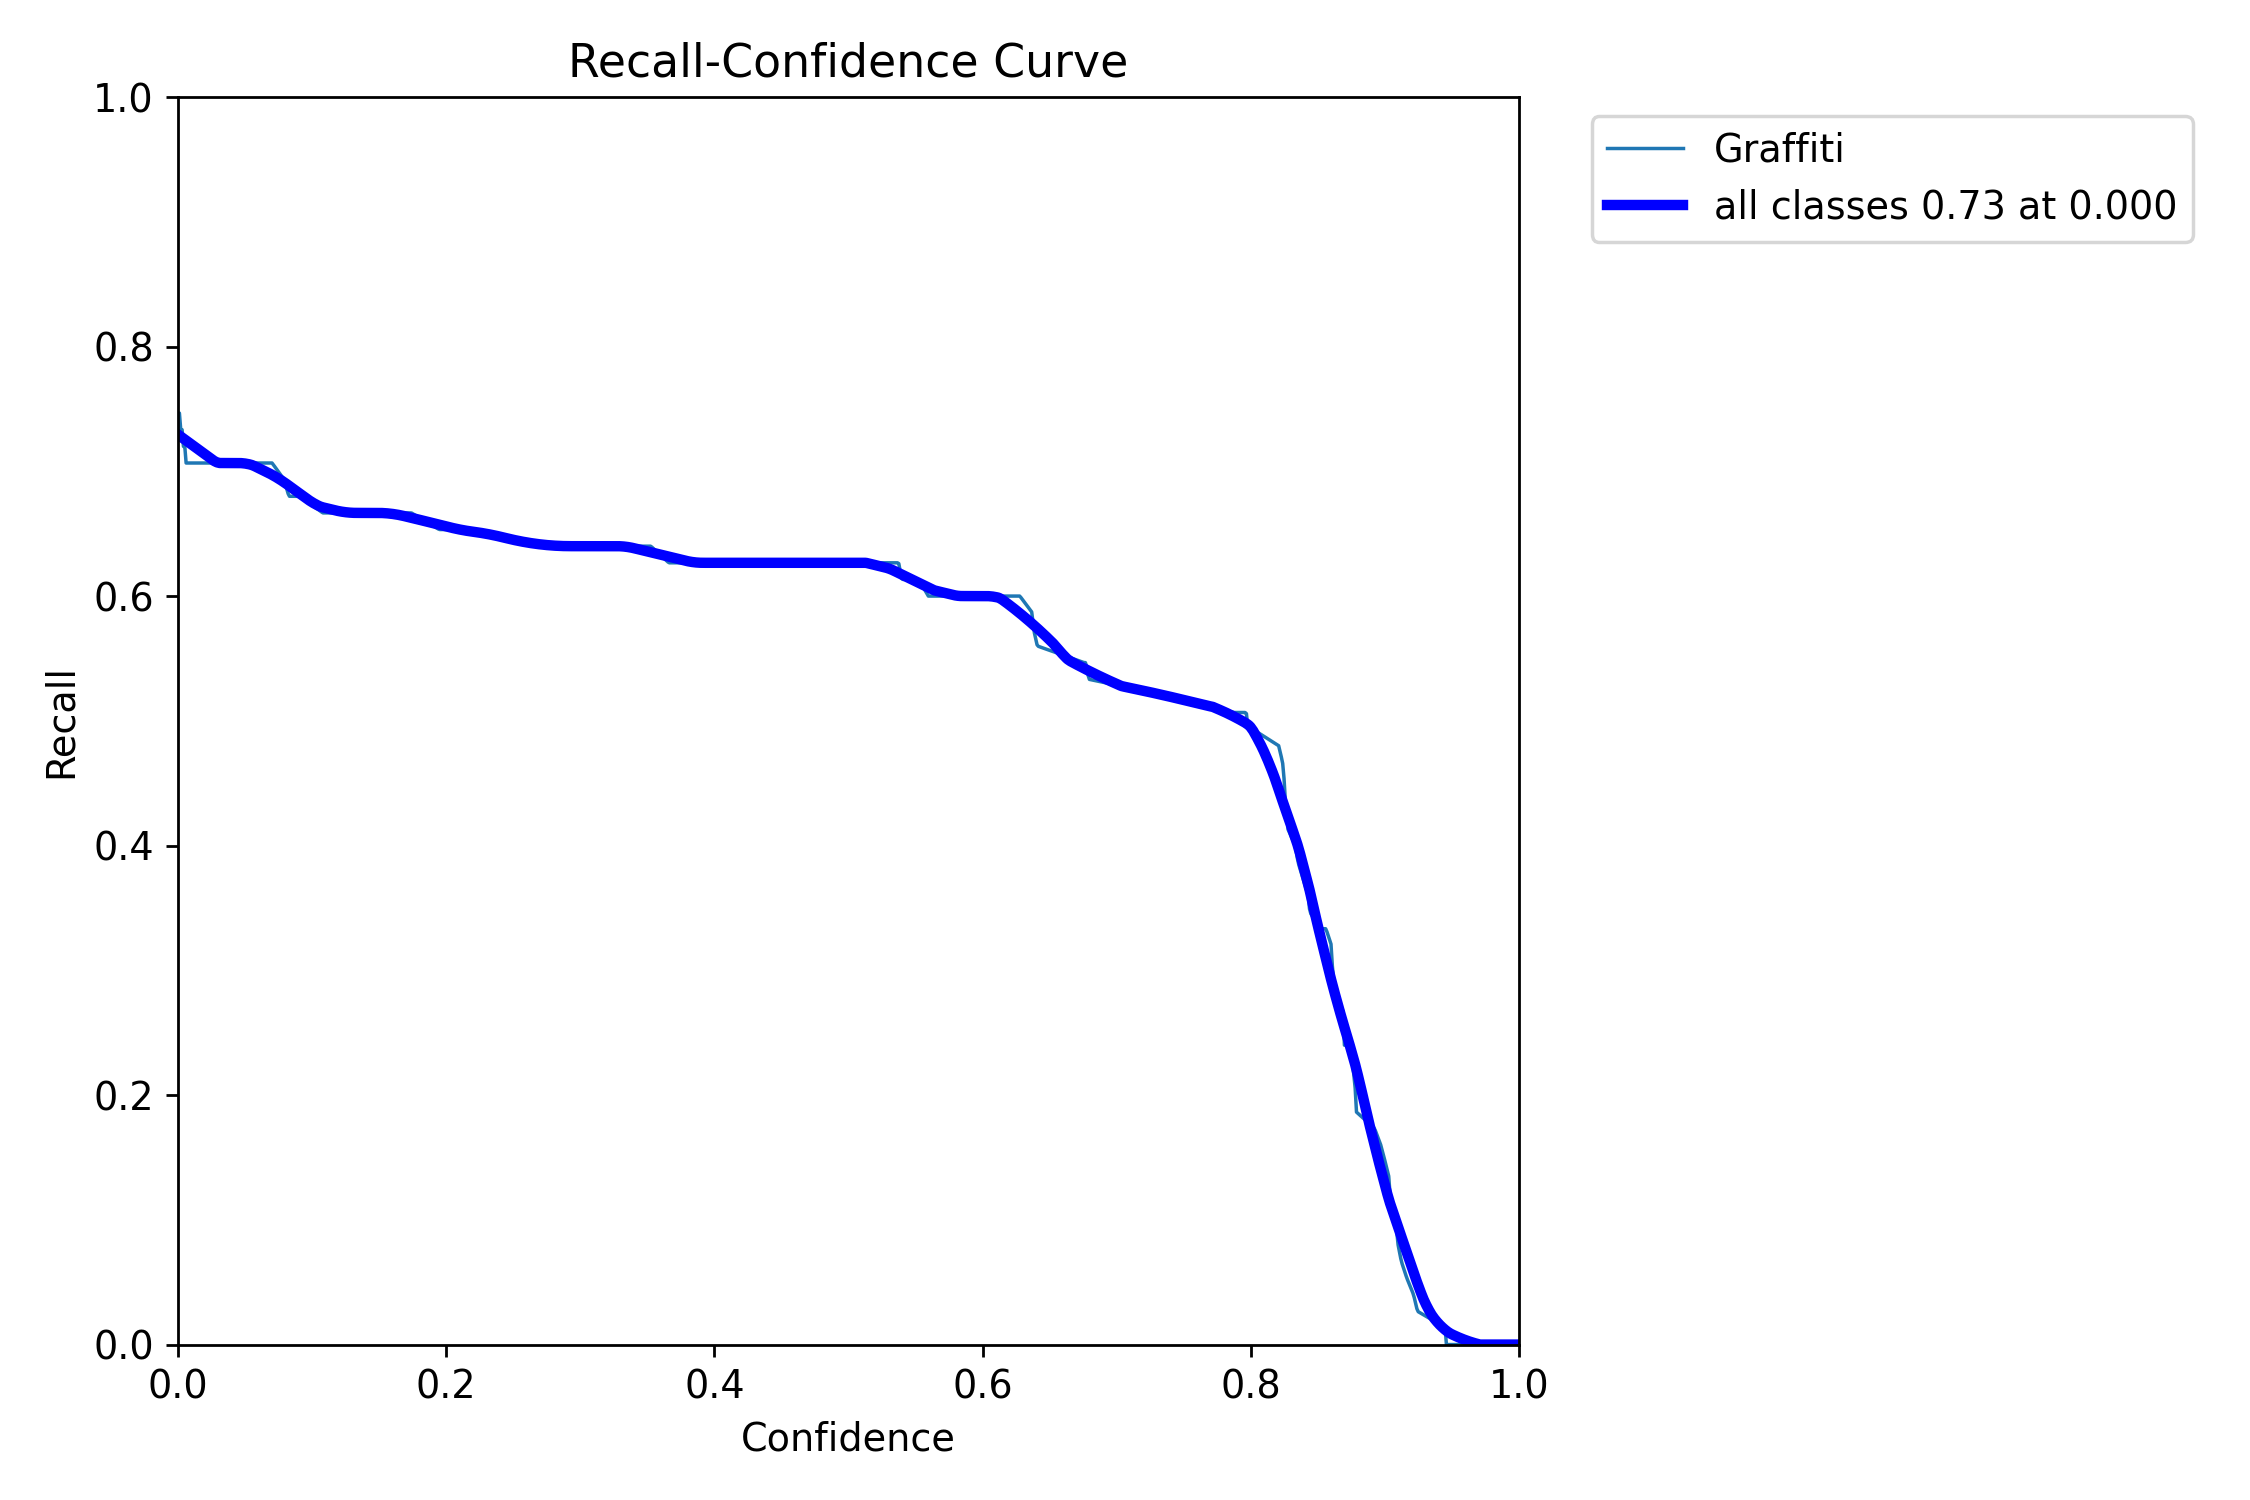 Recall-Confidence Curve
1.0
0.8
0.6
0.4
0.2
0.0
Recall
0.0 0.2 0.4 0.6 0.8 1.0
Confidence
Graffiti
all classes 0.73 at 0.000